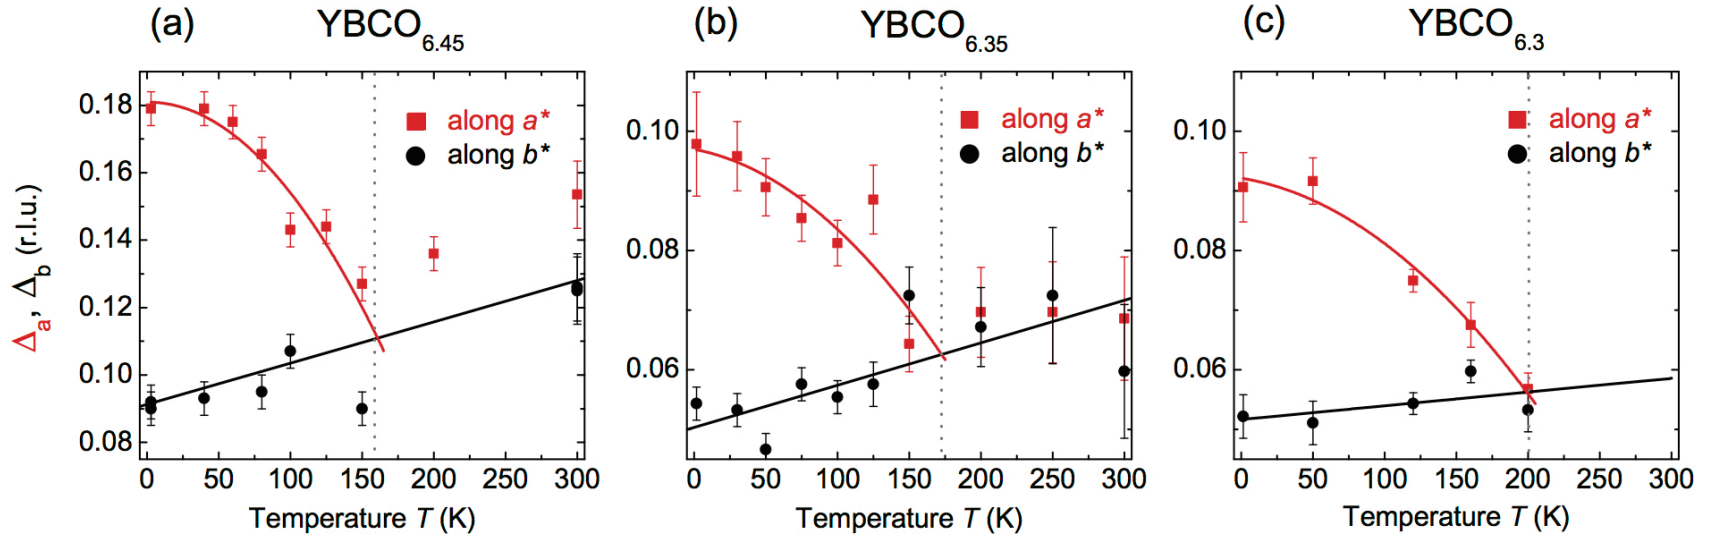 (a) YBCO6.45
(b) YBCO6.35
(c) YBCO6.3
Δa, Δb (r.l.u.)
0.18
0.16
0.14
0.12
0.10
0.08
along a*
along b*
0 50 100 150 200 250 300
Temperature T (K)
0.10
0.08
0.06
along a*
along b*
0 50 100 150 200 250 300
Temperature T (K)
0.10
0.08
0.06
along a*
along b*
0 50 100 150 200 250 300
Temperature T (K)